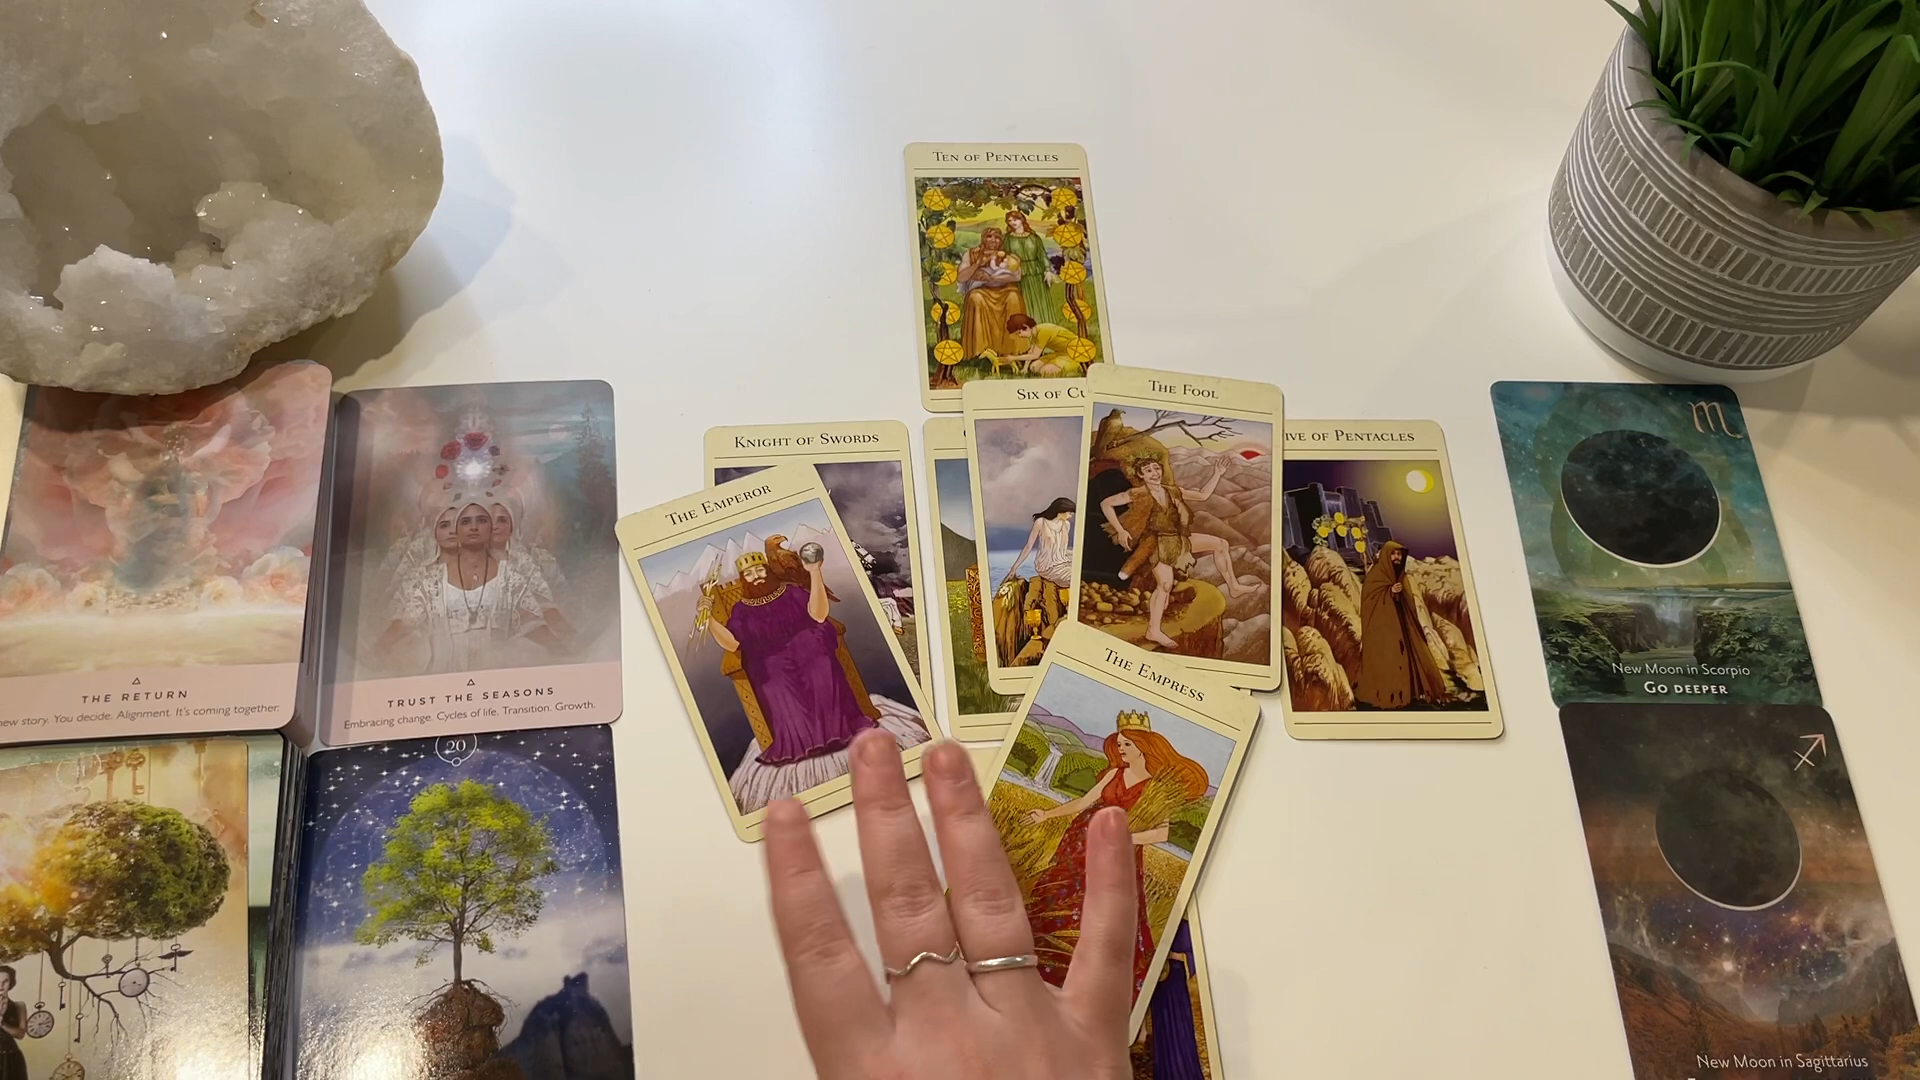 TEN OF PENTACLES
SIX OF CU
THE FOOL
KNIGHT OF SWORDS
IVE OF PENTACLES
THE EMPEROR
THE EMPRESS
THE RETURN
new story. You decide. Alignment. It's coming together.
TRUST THE SEASONS
Embracing change. Cycles of life. Transition. Growth.
20
New Moon in Scorpio
GO DEEPER
New Moon in Sagittarius